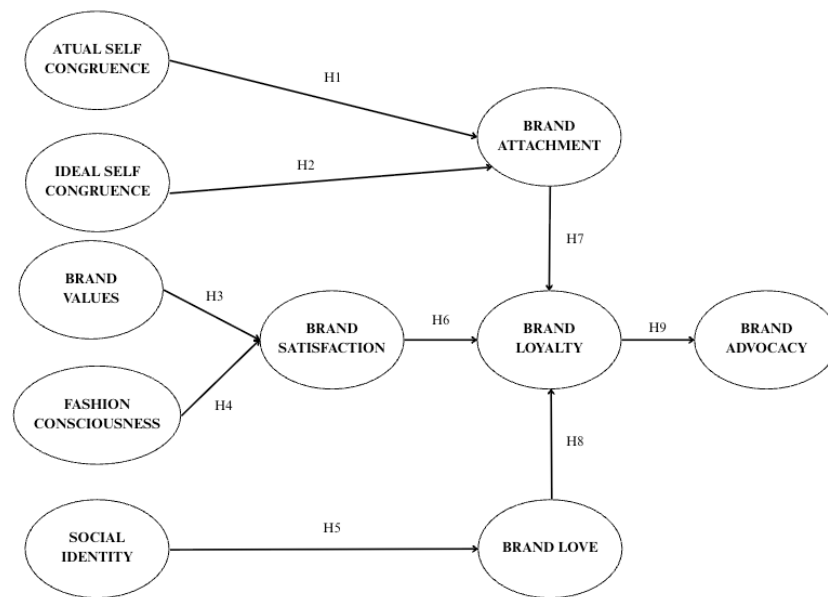 ATUAL SELF
CONGRUENCE
H1
BRAND
ATTACHMENT
IDEAL SELF
CONGRUENCE
H2
H7
BRAND
VALUES
H3
BRAND
SATISFACTION
H6
BRAND
LOYALTY
H9
BRAND
ADVOCACY
FASHION
CONSCIOUSNESS
H4
H8
SOCIAL
IDENTITY
H5
BRAND LOVE